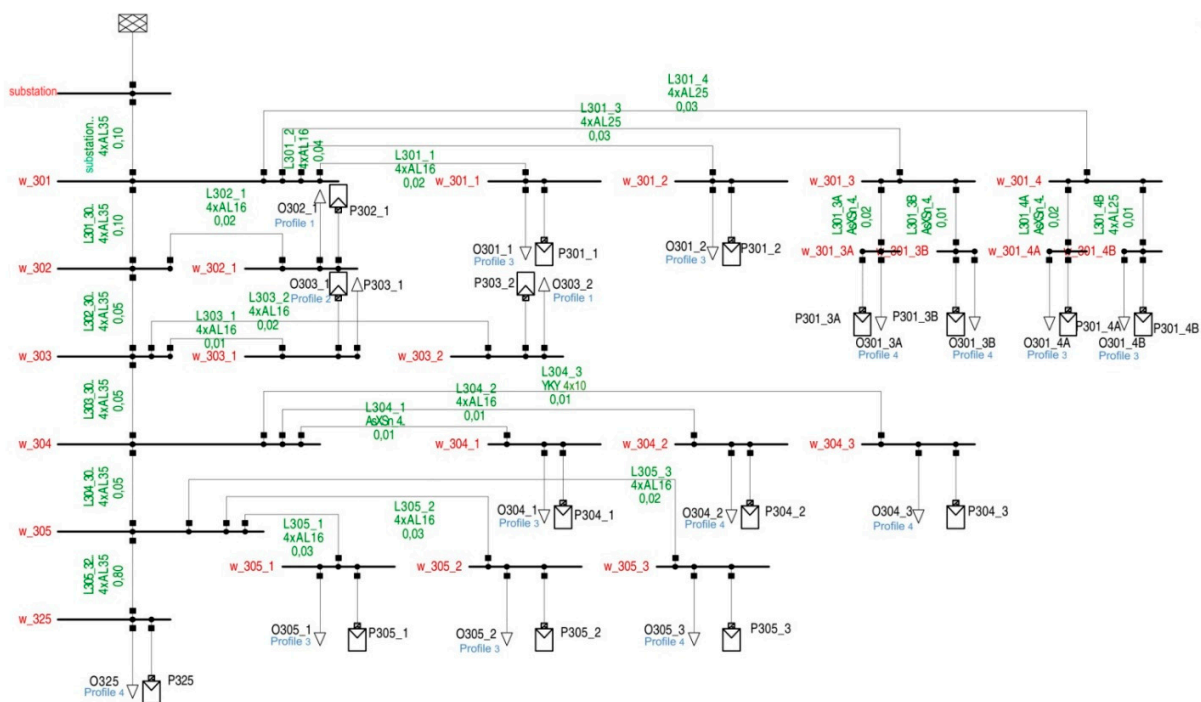 substation
substation..
4xAL35
0,10
L301_4
4xAL25
0,03
L301_3
4xAL25
0,03
L301_2
4xAL16
0,04
L301_1
4xAL16
0,02
w_301
w_301_1
w_301_2
w_301_3
w_301_4
L301_30..
4xAL35
0,10
L302_1
4xAL16
0,02
O302_1
Profile 1
P302_1
O301_1
Profile 3
P301_1
O301_2
Profile 3
P301_2
L301_3A
AsXSn_4.
0,02
L301_3B
AsXSn_4.
0,01
L301_4A
AsXSn_4.
0,02
L301_4B
4xAL25
0,01
w_301_3A
w_301_3B
w_301_4A
w_301_4B
w_302
w_302_1
L302_30..
4xAL35
0,05
L303_2
4xAL16
0,02
L303_1
4xAL16
0,01
O303_1
Profile 2
P303_1
P303_2
O303_2
Profile 1
P301_3A
O301_3A
Profile 4
P301_3B
O301_3B
Profile 4
O301_4A
Profile 3
P301_4A
O301_4B
Profile 3
P301_4B
w_303
w_303_1
w_303_2
L303_30..
4xAL35
0,05
L304_3
YKY 4x10
0,01
L304_2
4xAL16
0,01
L304_1
AsXSn_4.
0,01
w_304
w_304_1
w_304_2
w_304_3
L304_30..
4xAL35
0,05
L305_3
4xAL16
0,02
L305_2
4xAL16
0,03
L305_1
4xAL16
0,03
O304_1
Profile 3
P304_1
O304_2
Profile 4
P304_2
O304_3
Profile 4
P304_3
w_305
w_305_1
w_305_2
w_305_3
L305_32..
4xAL35
0,80
O305_1
Profile 3
P305_1
O305_2
Profile 3
P305_2
O305_3
Profile 4
P305_3
w_325
O325
Profile 4
P325